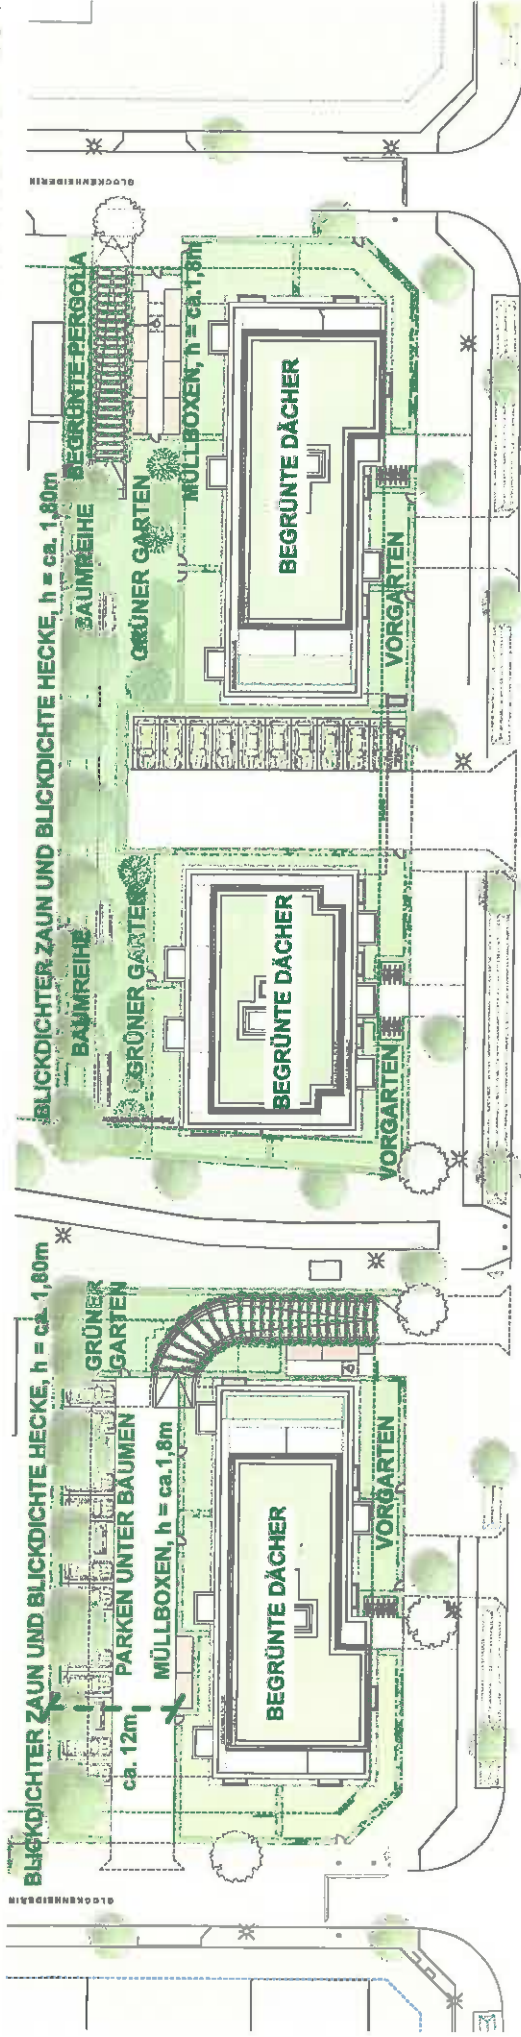 BLICKDICHTER ZAUN UND BLICKDICHTE HECKE, h = ca. 1,80m
BLICKDICHTER ZAUN UND BLICKDICHTE HECKE, h = ca. 1,80m
GRÜNER
GARTEN
PARKEN UNTER BÄUMEN
MÜLLBOXEN, h = ca.1,8m
ca. 12m
BEGRÜNTE DÄCHER
VORGARTEN
BAUMREIHE
GRÜNER GARTEN
BEGRÜNTE DÄCHER
VORGARTEN
BAUMREIHE
BEGRÜNTE PERGOLA
GRÜNER GARTEN
MÜLLBOXEN, h = ca.1,8m
BEGRÜNTE DÄCHER
VORGARTEN